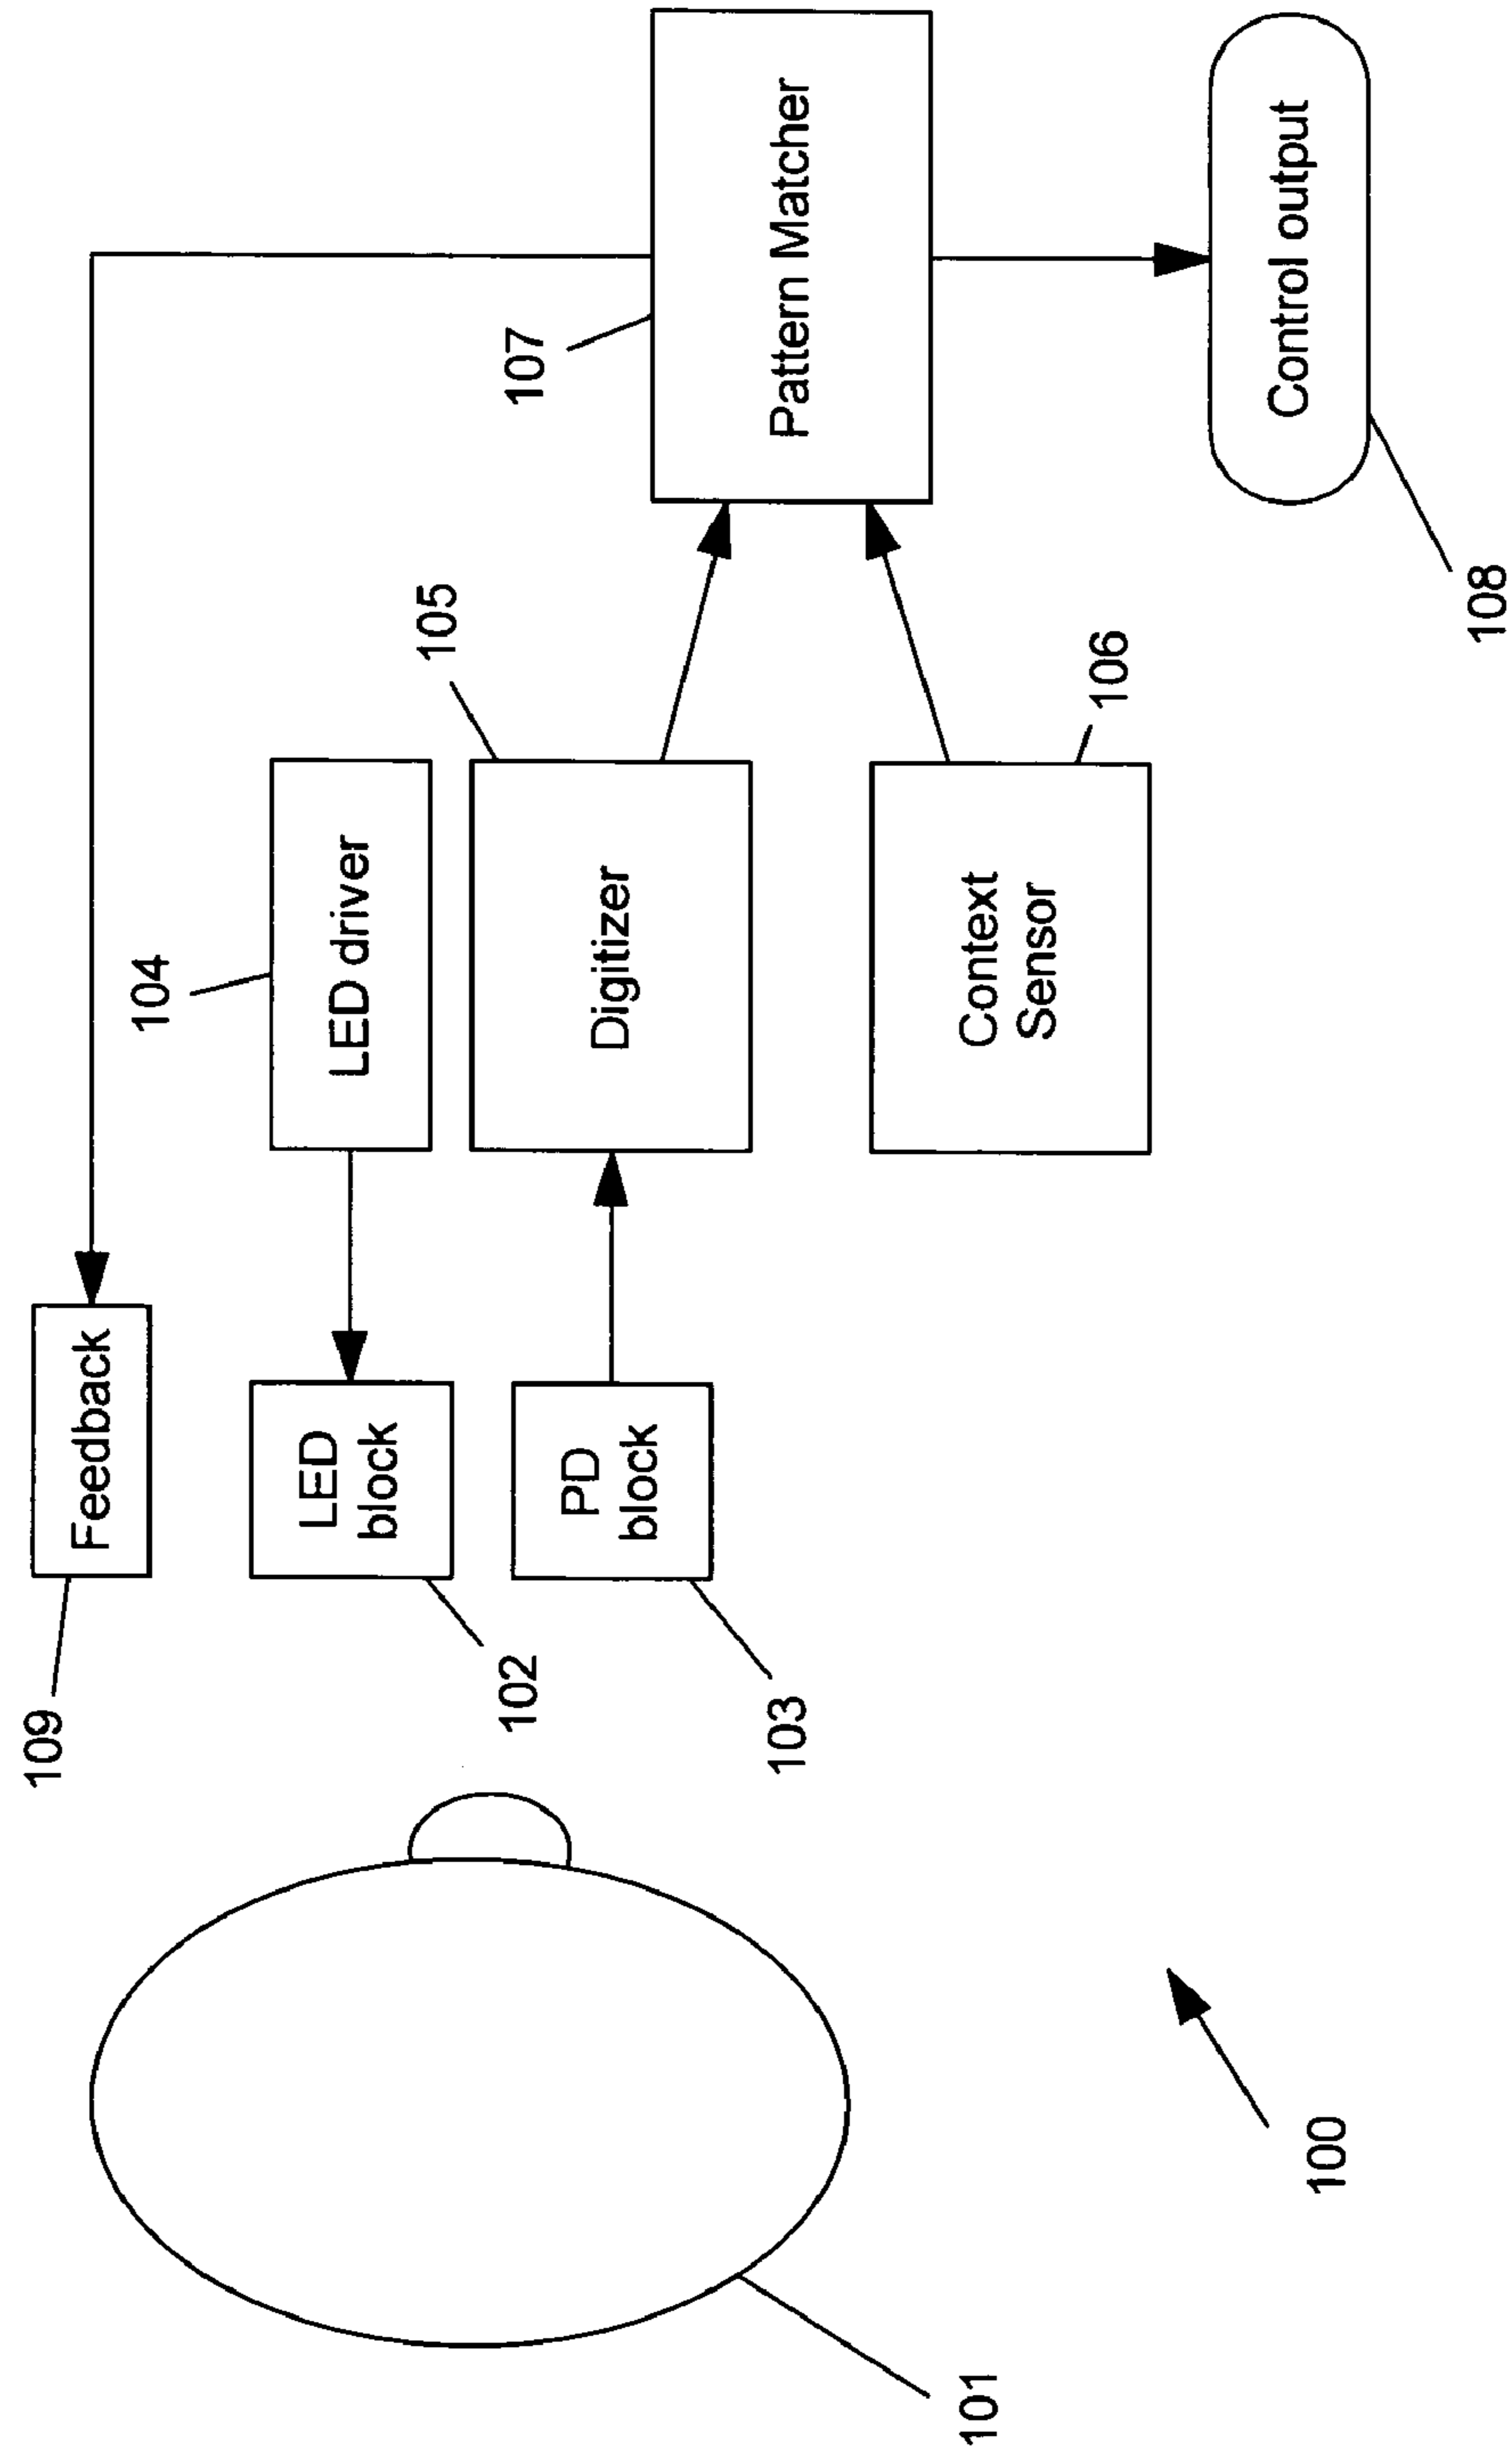 109
Feedback
104
LED driver
LED
block
102
105
Digitizer
PD
block
103
107
Pattern Matcher
106
Context
Sensor
Control output
108
101
100